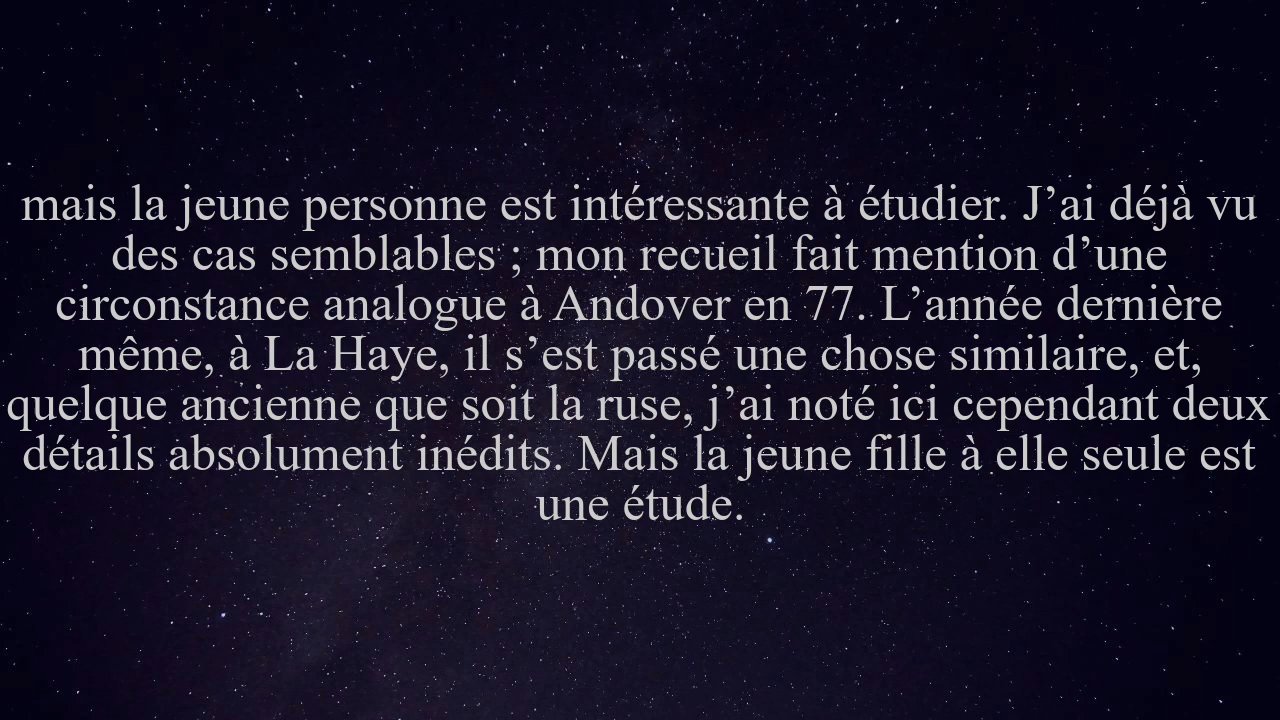 mais la jeune personne est intéressante à étudier. J’ai déjà vu
des cas semblables ; mon recueil fait mention d’une
circonstance analogue à Andover en 77. L’année dernière
même, à La Haye, il s’est passé une chose similaire, et,
quelque ancienne que soit la ruse, j’ai noté ici cependant deux
détails absolument inédits. Mais la jeune fille à elle seule est
une étude.